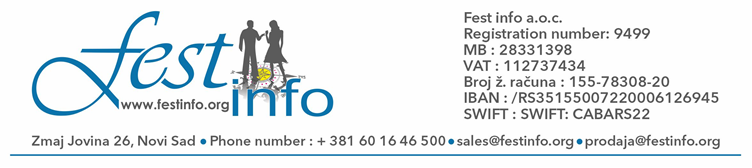 fest
www.festinfo.org
info
Fest info a.o.c.
Registration number: 9499
MB : 28331398
VAT : 112737434
Broj ž. računa : 155-78308-20
IBAN : /RS35155007220006126945
SWIFT : SWIFT: CABARS22
Zmaj Jovina 26, Novi Sad • Phone number : + 381 60 16 46 500 • sales@festinfo.org • prodaja@festinfo.org